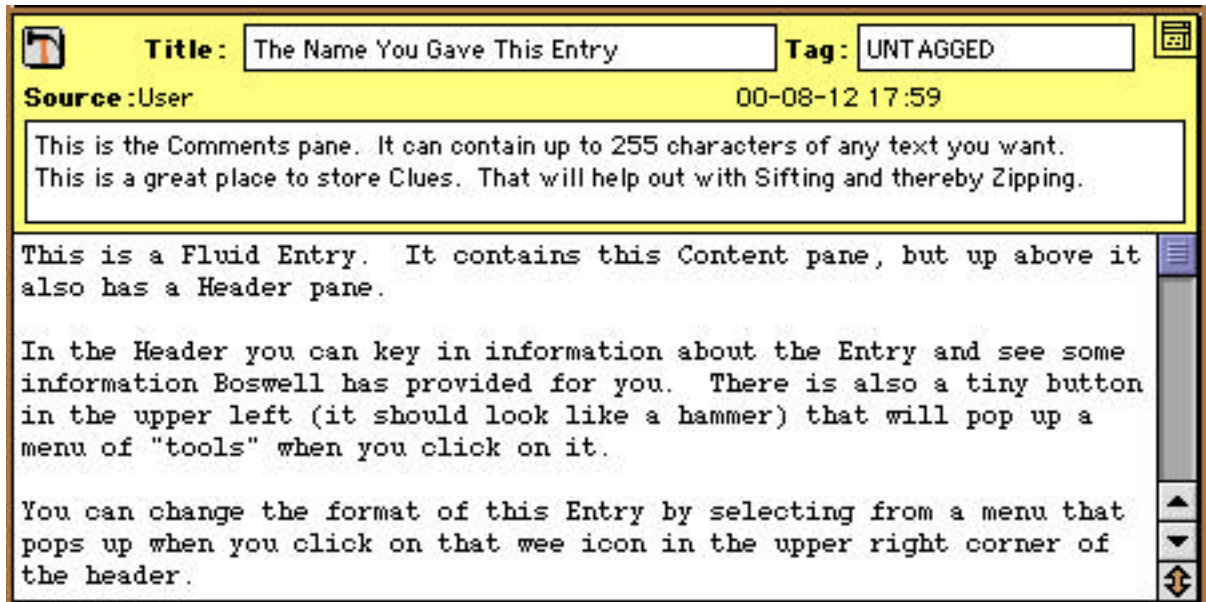 Title: The Name You Gave This Entry Tag: UNTAGGED
Source: User 00-08-12 17:59
This is the Comments pane. It can contain up to 255 characters of any text you want.
This is a great place to store Clues. That will help out with Sifting and thereby Zipping.
This is a Fluid Entry. It contains this Content pane, but up above it
also has a Header pane.
In the Header you can key in information about the Entry and see some
information Boswell has provided for you. There is also a tiny button
in the upper left (it should look like a hammer) that will pop up a
menu of "tools" when you click on it.
You can change the format of this Entry by selecting from a menu that
pops up when you click on that wee icon in the upper right corner of
the header.